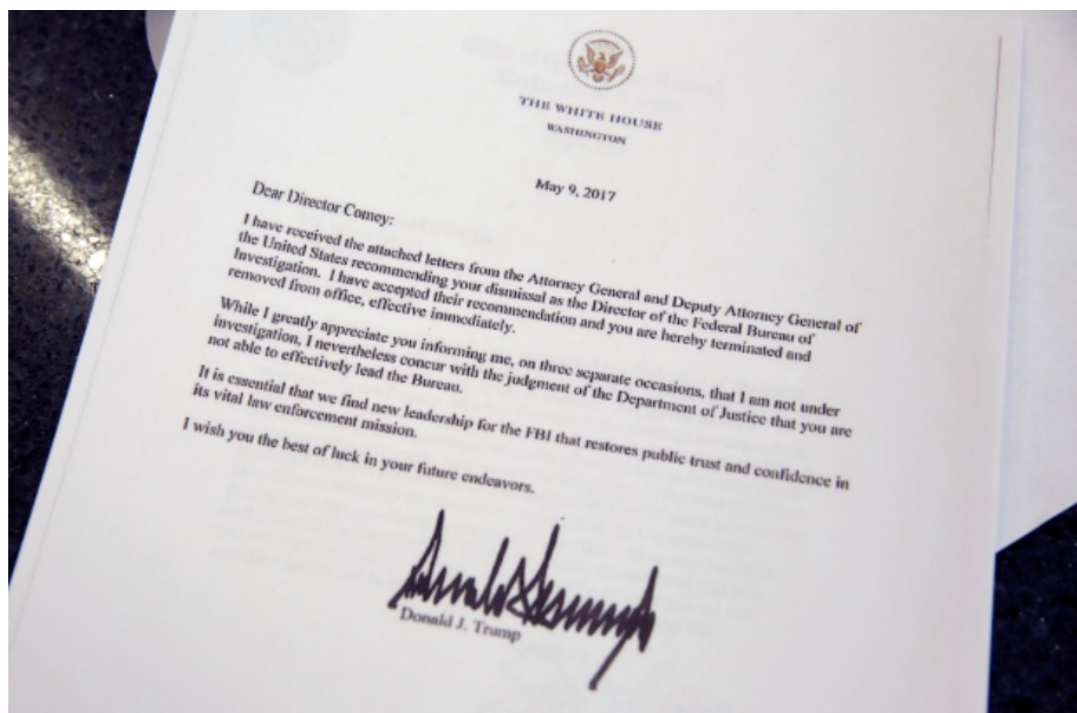 THE WHITE HOUSE
WASHINGTON
May 9, 2017
Dear Director Comey:
I have received the attached letters from the Attorney General and Deputy Attorney General of
the United States recommending your dismissal as the Director of the Federal Bureau of
Investigation. I have accepted their recommendation and you are hereby terminated and
removed from office, effective immediately.
While I greatly appreciate you informing me, on three separate occasions, that I am not under
investigation, I nevertheless concur with the judgment of the Department of Justice that you are
not able to effectively lead the Bureau.
It is essential that we find new leadership for the FBI that restores public trust and confidence in
its vital law enforcement mission.
I wish you the best of luck in your future endeavors.
Donald J. Trump